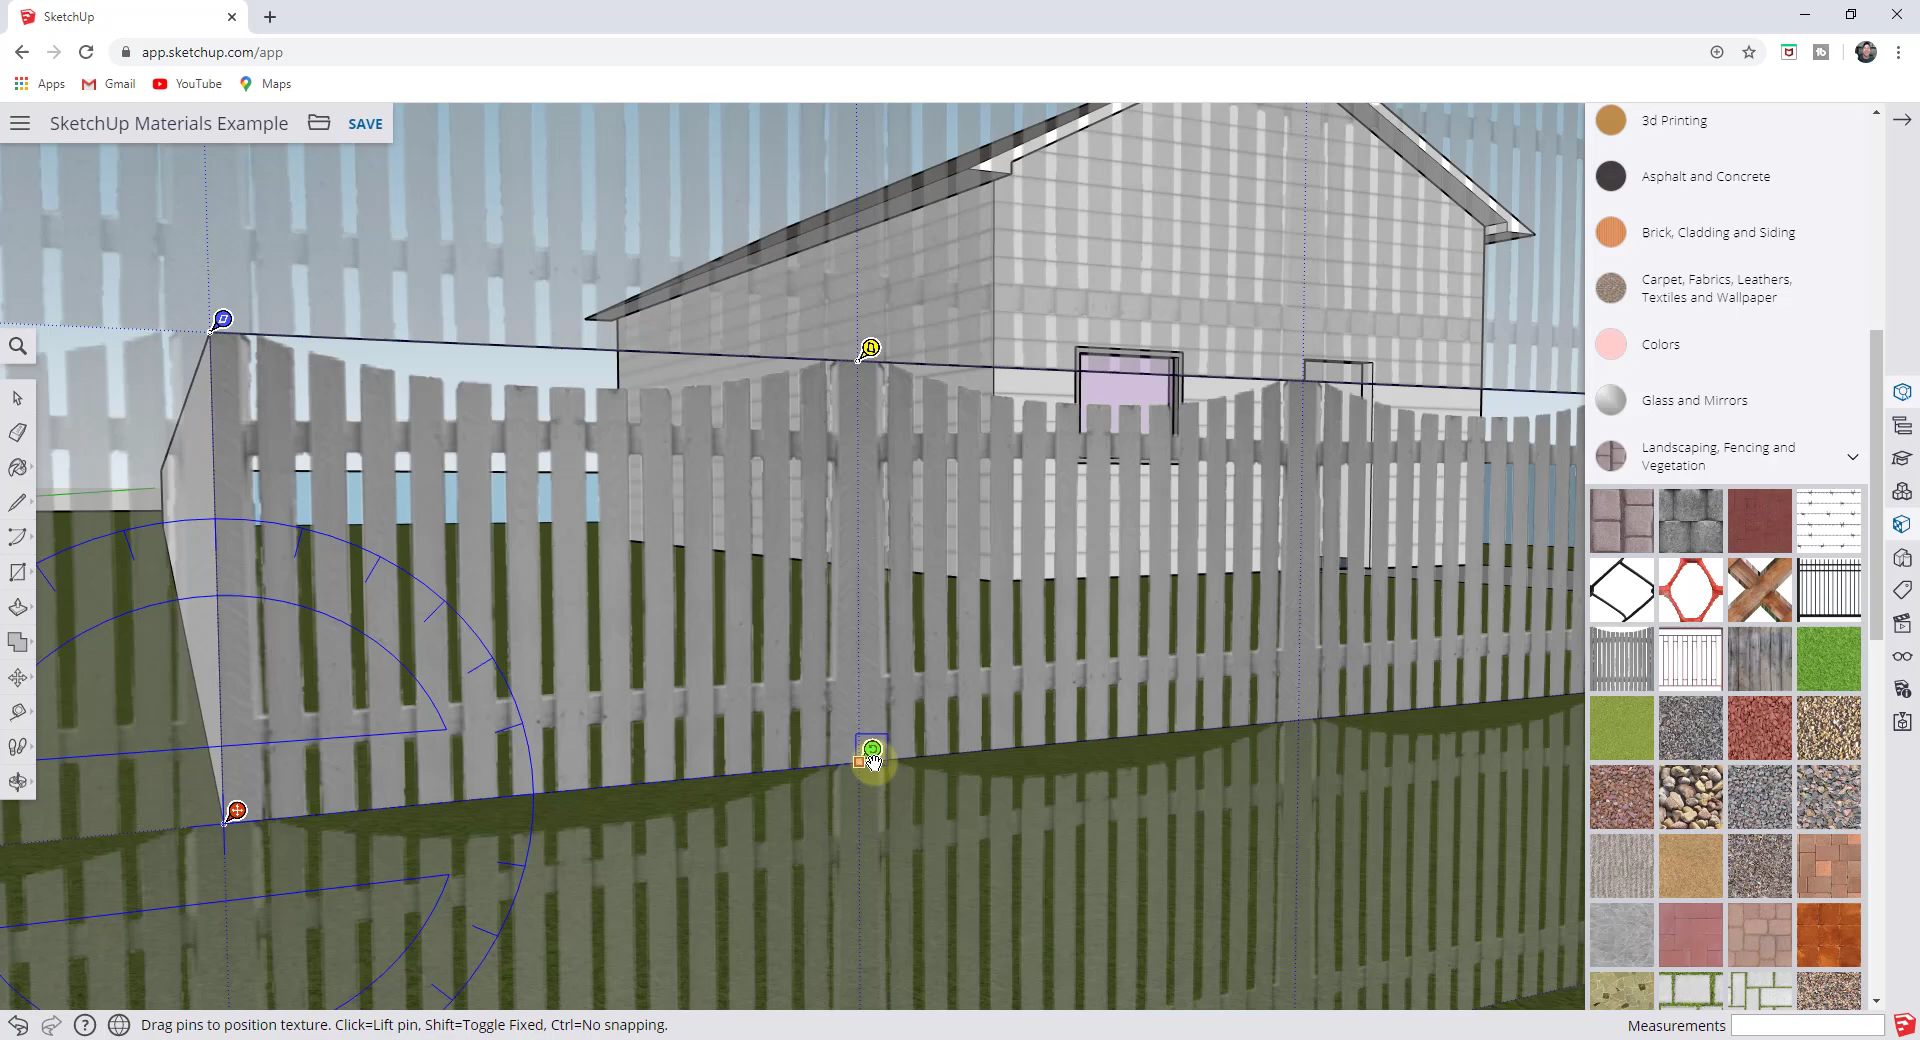 SketchUp
app.sketchup.com/app
Apps
Gmail
YouTube
Maps
SketchUp Materials Example
SAVE
3d Printing
Asphalt and Concrete
Brick, Cladding and Siding
Carpet, Fabrics, Leathers,
Textiles and Wallpaper
Colors
Glass and Mirrors
Landscaping, Fencing and
Vegetation
Drag pins to position texture. Click=Lift pin, Shift=Toggle Fixed, Ctrl=No snapping.
Measurements